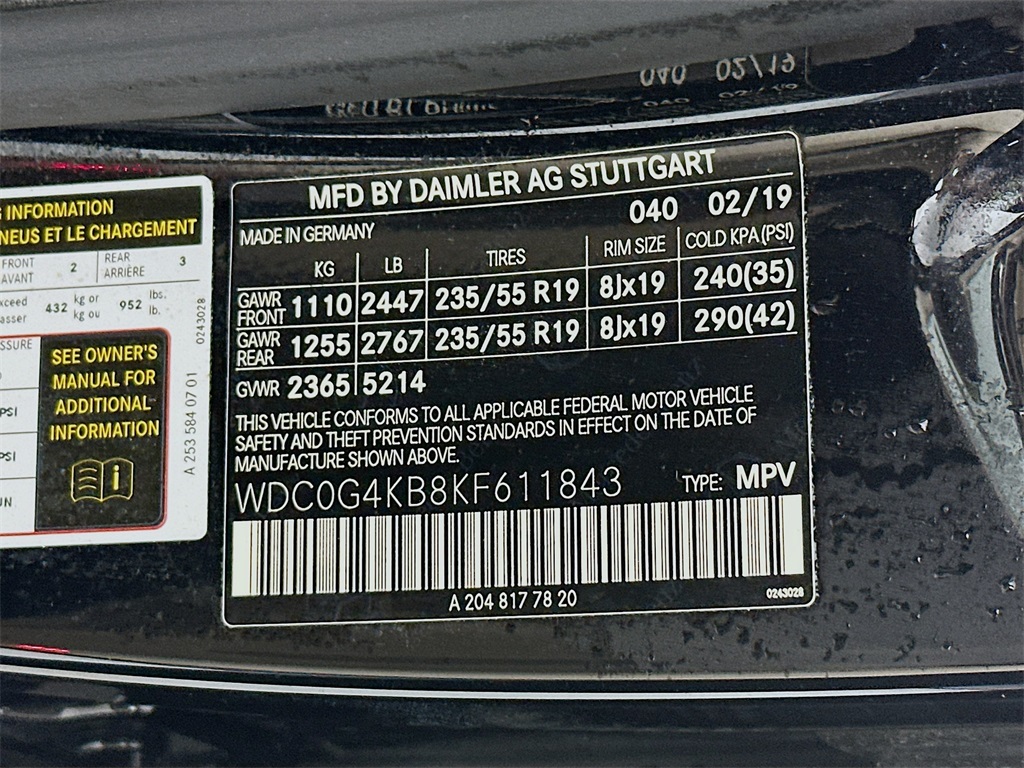 G INFORMATION
NEUS ET LE CHARGEMENT
FRONT
AVANT
2
REAR
ARRIÈRE
3
xceed
asser
432
kg or
kg ou
952
lbs.
lb.
0243028
SSURE
PSI
PSI
UN
SEE OWNER'S
MANUAL FOR
ADDITIONAL
INFORMATION
A 253 584 07 01
MFD BY DAIMLER AG STUTTGART
040 02/19
MADE IN GERMANY
KG LB TIRES RIM SIZE COLD KPA(PSI)
GAWR
FRONT 1110 2447 235/55 R19 8Jx19 240(35)
GAWR
REAR 1255 2767 235/55 R19 8Jx19 290(42)
GVWR 2365 5214
THIS VEHICLE CONFORMS TO ALL APPLICABLE FEDERAL MOTOR VEHICLE
SAFETY AND THEFT PREVENTION STANDARDS IN EFFECT ON THE DATE OF
MANUFACTURE SHOWN ABOVE.
WDC0G4KB8KF611843 TYPE: MPV
A 204 817 78 20
0243028